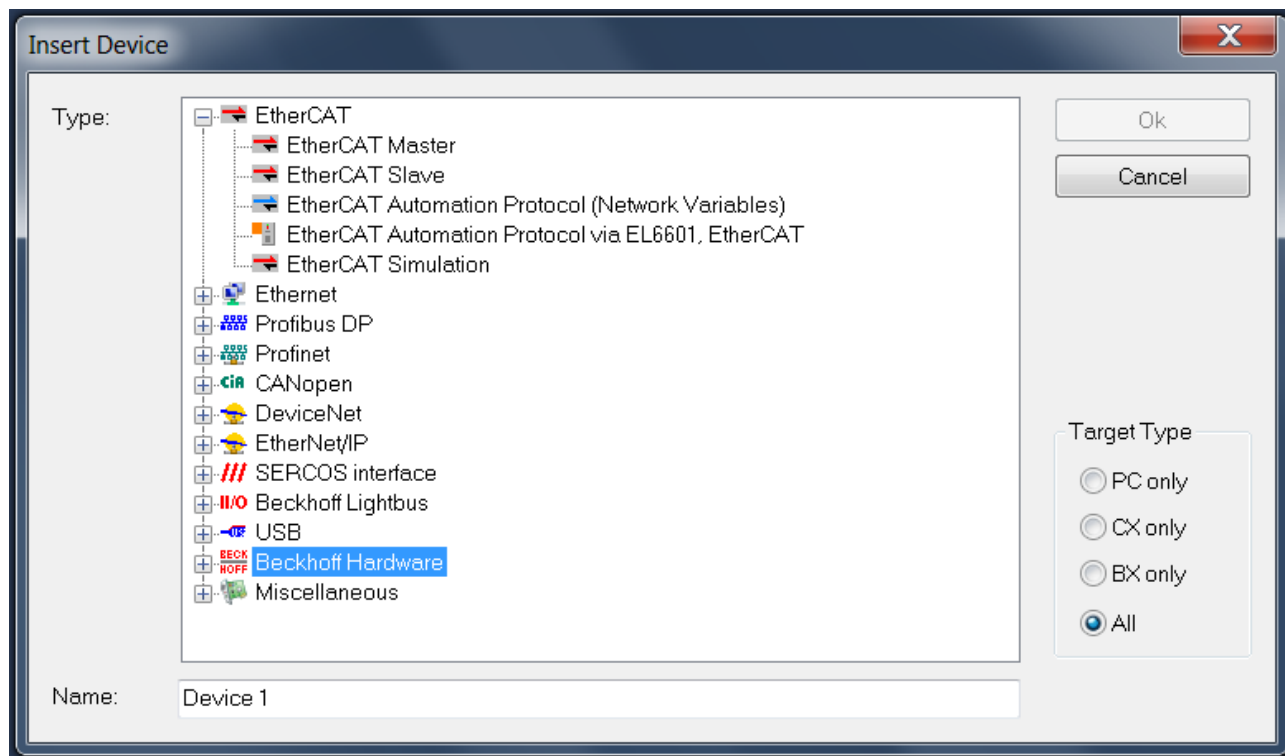 Insert Device
Type:
EtherCAT
EtherCAT Master
EtherCAT Slave
EtherCAT Automation Protocol (Network Variables)
EtherCAT Automation Protocol via EL6601, EtherCAT
EtherCAT Simulation
Ethernet
Profibus DP
Profinet
CiA CANopen
DeviceNet
EtherNet/IP
SERCOS interface
II/O Beckhoff Lightbus
USB
BECK
HOFF
Beckhoff Hardware
Miscellaneous
Ok
Cancel
Target Type
PC only
CX only
BX only
All
Name:
Device 1